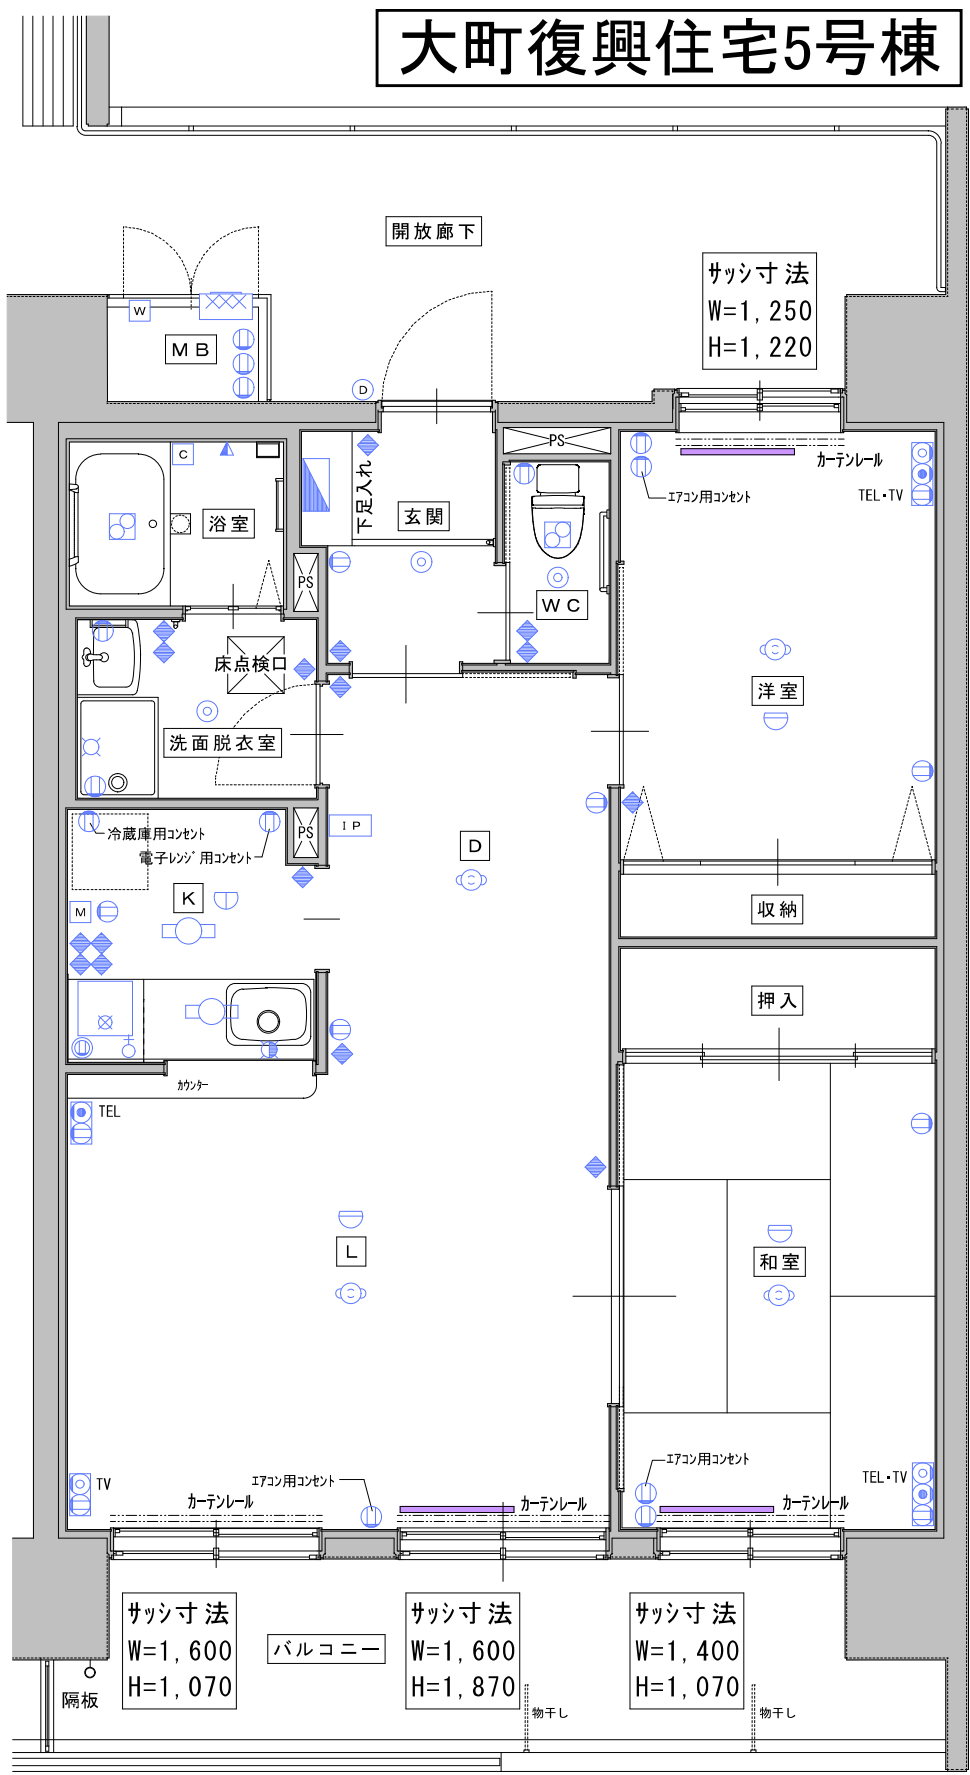 大町復興住宅5号棟
開放廊下
サッシ寸法
W=1,250
H=1,220
W
MB
D
PS
カーテンレール
エアコン用コンセント
TEL・TV
C
浴室
下足入れ
玄関
PS
WC
床点検口
洋室
洗面脱衣室
冷蔵庫用コンセント
電子レンジ用コンセント
PS
IP
D
K
M
収納
押入
カウンター
TEL
L
和室
TV
エアコン用コンセント
カーテンレール
カーテンレール
エアコン用コンセント
TEL・TV
カーテンレール
サッシ寸法
W=1,600
H=1,070
バルコニー
サッシ寸法
W=1,600
H=1,870
サッシ寸法
W=1,400
H=1,070
隔板
物干し
物干し